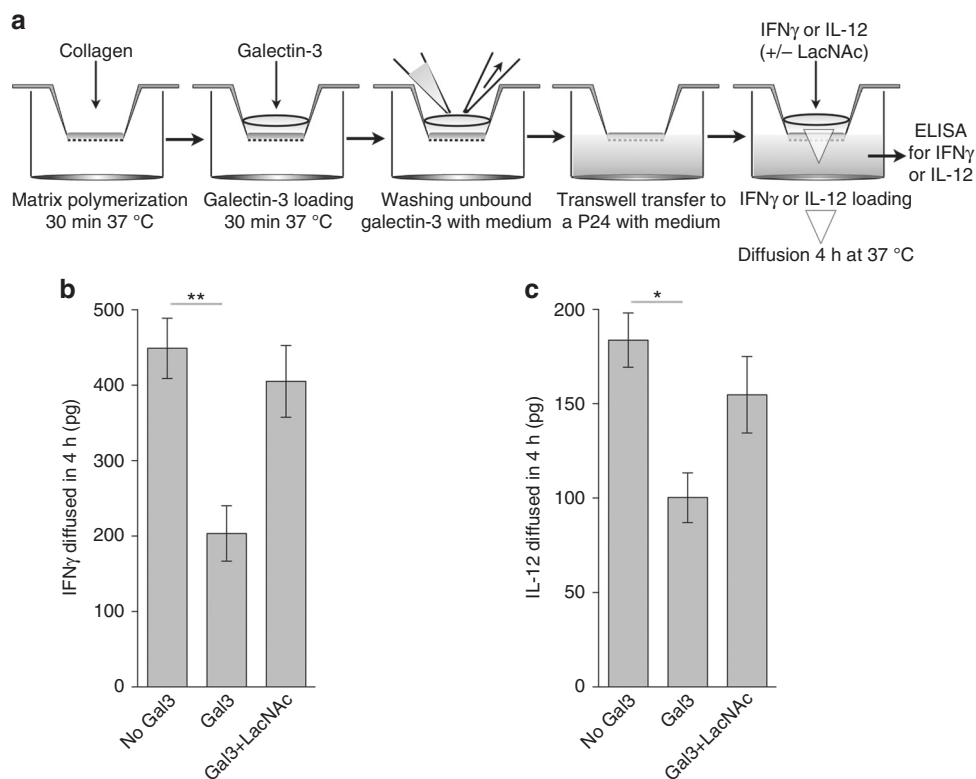 a
Collagen
Galectin-3
IFNγ or IL-12
(+/– LacNAc)
ELISA
for IFNγ
or IL-12
Matrix polymerization
30 min 37 °C
Galectin-3 loading
30 min 37 °C
Washing unbound
galectin-3 with medium
Transwell transfer to
a P24 with medium
IFNγ or IL-12 loading
Diffusion 4 h at 37 °C
b
**
500
400
300
200
100
0
IFNγ diffused in 4 h (pg)
No Gal3
Gal3
Gal3+LacNAc
c
*
200
150
100
50
0
IL-12 diffused in 4 h (pg)
No Gal3
Gal3
Gal3+LacNAc